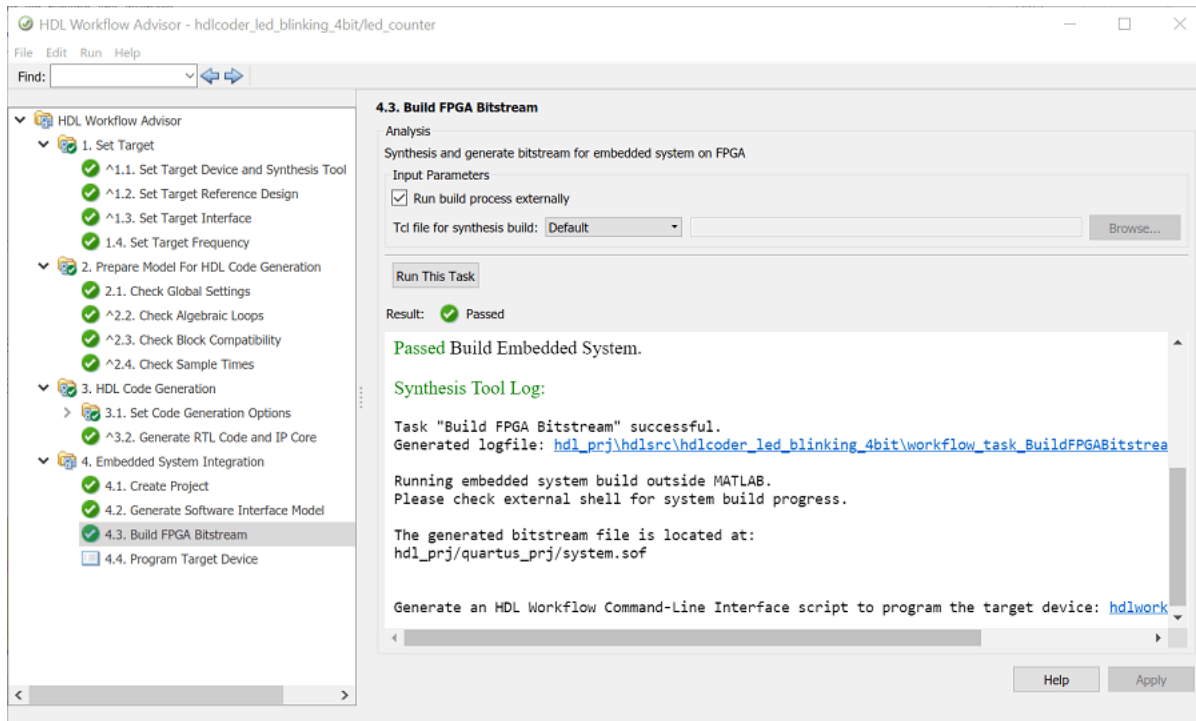 HDL Workflow Advisor - hdlcoder_led_blinking_4bit/led_counter
File Edit Run Help
Find:
HDL Workflow Advisor
1. Set Target
^1.1. Set Target Device and Synthesis Tool
^1.2. Set Target Reference Design
^1.3. Set Target Interface
1.4. Set Target Frequency
2. Prepare Model For HDL Code Generation
2.1. Check Global Settings
^2.2. Check Algebraic Loops
^2.3. Check Block Compatibility
^2.4. Check Sample Times
3. HDL Code Generation
3.1. Set Code Generation Options
^3.2. Generate RTL Code and IP Core
4. Embedded System Integration
4.1. Create Project
4.2. Generate Software Interface Model
4.3. Build FPGA Bitstream
4.4. Program Target Device
4.3. Build FPGA Bitstream
Analysis
Synthesis and generate bitstream for embedded system on FPGA
Input Parameters
Run build process externally
Tcl file for synthesis build: Default Browse...
Run This Task
Result: Passed
Passed Build Embedded System.
Synthesis Tool Log:
Task "Build FPGA Bitstream" successful.
Generated logfile: hdl_prj\hdlsrc\hdlcoder_led_blinking_4bit\workflow_task_BuildFPGABitstrea
Running embedded system build outside MATLAB.
Please check external shell for system build progress.
The generated bitstream file is located at:
hdl_prj/quartus_prj/system.sof
Generate an HDL Workflow Command-Line Interface script to program the target device: hdlwork
Help Apply